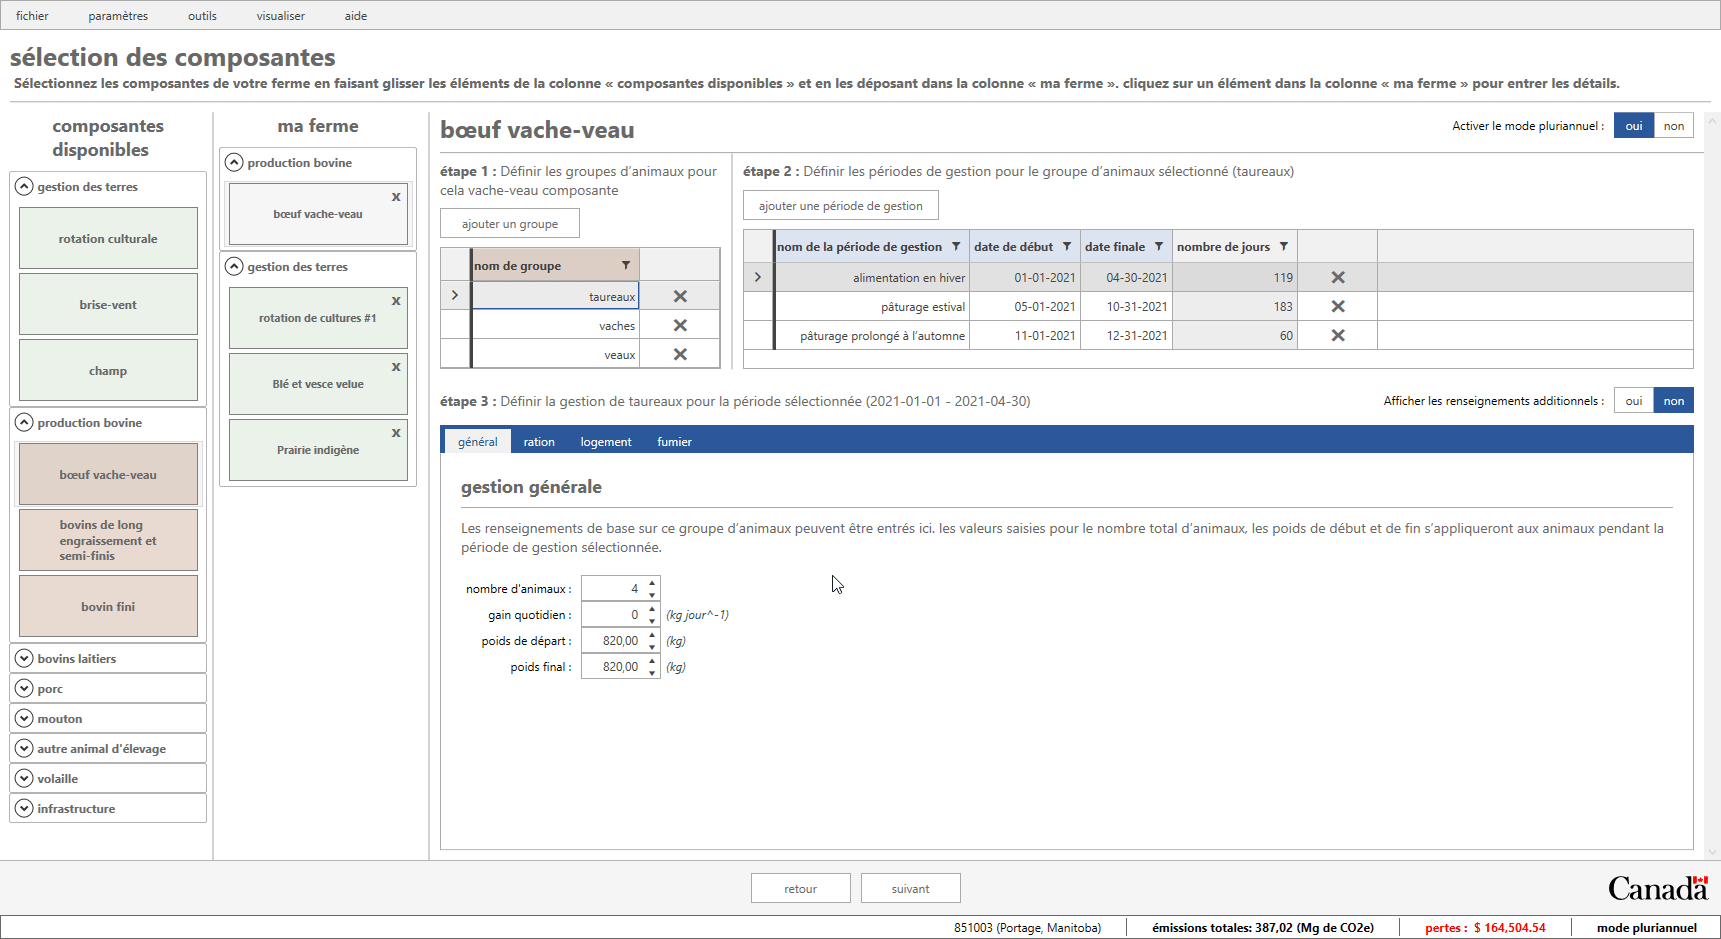 fichier paramètres outils visualiser aide
sélection des composantes
Sélectionnez les composantes de votre ferme en faisant glisser les éléments de la colonne « composantes disponibles » et en les déposant dans la colonne « ma ferme ». cliquez sur un élément dans la colonne « ma ferme » pour entrer les détails.
composantes
disponibles
gestion des terres
rotation culturale
brise-vent
champ
production bovine
bœuf vache-veau
bovins de long
engraissement et
semi-finis
bovin fini
bovins laitiers
porc
mouton
autre animal d'élevage
volaille
infrastructure
ma ferme
production bovine
x
bœuf vache-veau
gestion des terres
x
rotation de cultures #1
x
Blé et vesce velue
x
Prairie indigène
bœuf vache-veau
Activer le mode pluriannuel : oui non
étape 1 : Définir les groupes d’animaux pour
cela vache-veau composante
ajouter un groupe
nom de groupe
taureaux
vaches
veaux
étape 2 : Définir les périodes de gestion pour le groupe d’animaux sélectionné (taureaux)
ajouter une période de gestion
nom de la période de gestion date de début date finale nombre de jours
alimentation en hiver 01-01-2021 04-30-2021 119
pâturage estival 05-01-2021 10-31-2021 183
pâturage prolongé à l’automne 11-01-2021 12-31-2021 60
étape 3 : Définir la gestion de taureaux pour la période sélectionnée (2021-01-01 - 2021-04-30)
Afficher les renseignements additionnels : oui non
général ration logement fumier
gestion générale
Les renseignements de base sur ce groupe d’animaux peuvent être entrés ici. les valeurs saisies pour le nombre total d’animaux, les poids de début et de fin s’appliqueront aux animaux pendant la
période de gestion sélectionnée.
nombre d'animaux : 4
gain quotidien : 0 (kg jour^-1)
poids de départ : 820,00 (kg)
poids final : 820,00 (kg)
retour suivant
Canada
851003 (Portage, Manitoba) émissions totales: 387,02 (Mg de CO2e) pertes : $ 164,504.54 mode pluriannuel